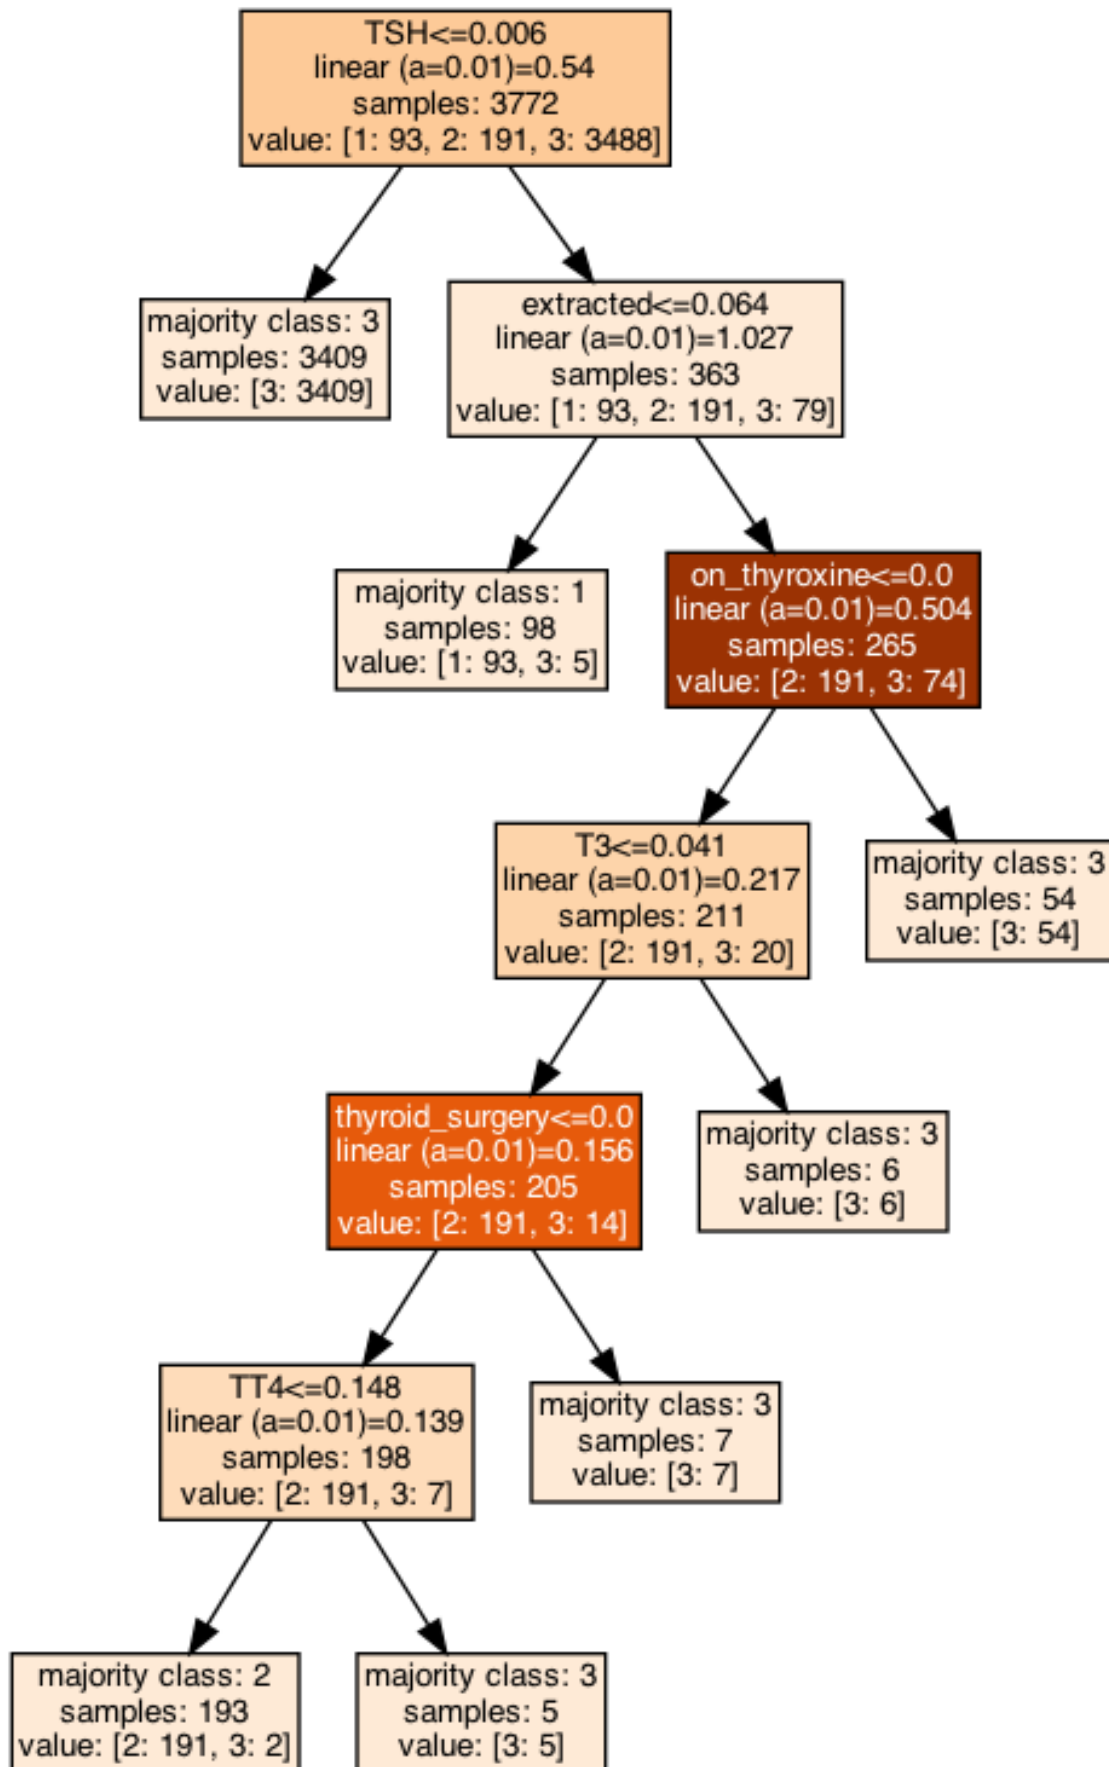 TSH<=0.006
linear (a=0.01)=0.54
samples: 3772
value: [1: 93, 2: 191, 3: 3488]
majority class: 3
samples: 3409
value: [3: 3409]
extracted<=0.064
linear (a=0.01)=1.027
samples: 363
value: [1: 93, 2: 191, 3: 79]
majority class: 1
samples: 98
value: [1: 93, 3: 5]
on_thyroxine<=0.0
linear (a=0.01)=0.504
samples: 265
value: [2: 191, 3: 74]
T3<=0.041
linear (a=0.01)=0.217
samples: 211
value: [2: 191, 3: 20]
majority class: 3
samples: 54
value: [3: 54]
thyroid_surgery<=0.0
linear (a=0.01)=0.156
samples: 205
value: [2: 191, 3: 14]
majority class: 3
samples: 6
value: [3: 6]
TT4<=0.148
linear (a=0.01)=0.139
samples: 198
value: [2: 191, 3: 7]
majority class: 3
samples: 7
value: [3: 7]
majority class: 2
samples: 193
value: [2: 191, 3: 2]
majority class: 3
samples: 5
value: [3: 5]